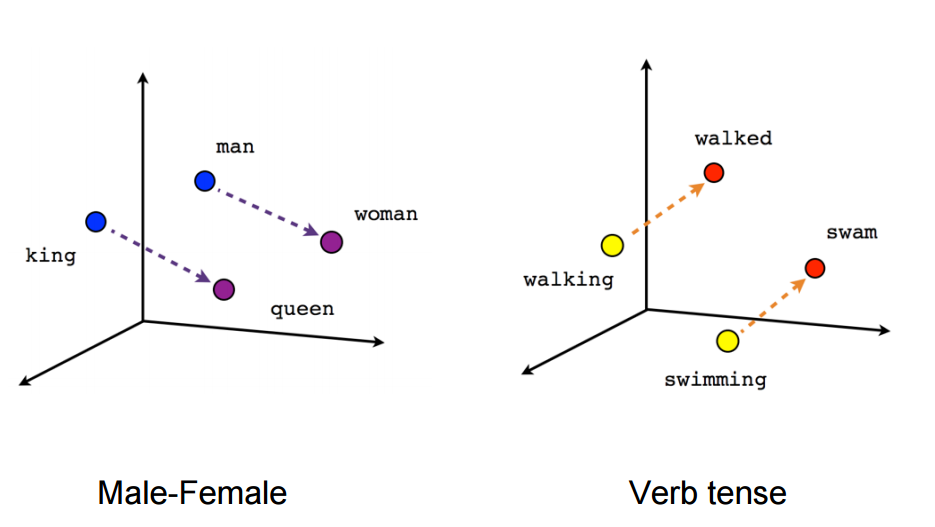 man
woman
king
queen
Male-Female
walked
swam
walking
swimming
Verb tense